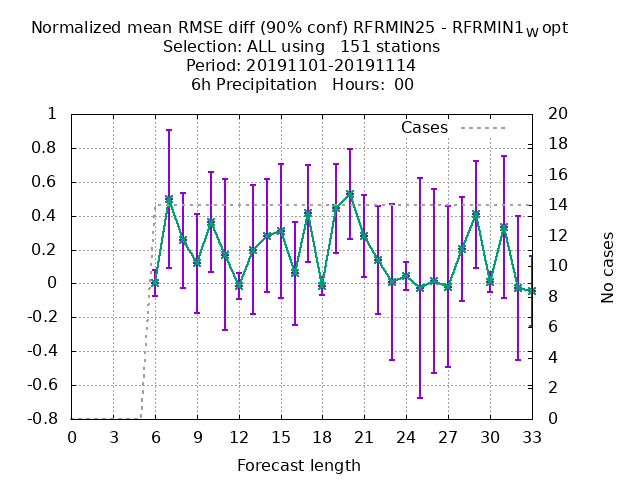 Normalized mean RMSE diff (90% conf) RFRMIN25 - RFRMIN1W opt
Selection: ALL using 151 stations
Period: 20191101-20191114
6h Precipitation Hours: 00
Cases
1
0.8
0.6
0.4
0.2
0
-0.2
-0.4
-0.6
-0.8
20
18
16
14
12
10
8
6
4
2
0
No cases
0 3 6 9 12 15 18 21 24 27 30 33
Forecast length